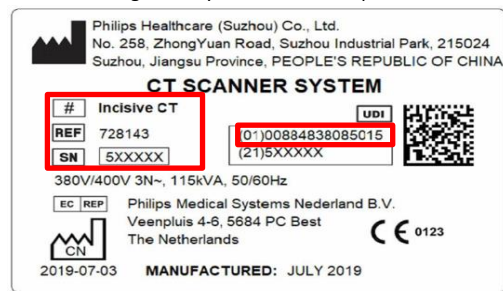 Philips Healthcare (Suzhou) Co., Ltd.
No. 258, ZhongYuan Road, Suzhou Industrial Park, 215024
Suzhou, Jiangsu Province, PEOPLE'S REPUBLIC OF CHINA
CT SCANNER SYSTEM
# Incisive CT
REF 728143
SN 5XXXXX
UDI
(01)00884838085015
(21)5XXXXX
380V/400V 3N~, 115kVA, 50/60Hz
EC REP Philips Medical Systems Nederland B.V.
Veenpluis 4-6, 5684 PC Best
The Netherlands
CN
CE 0123
2019-07-03 MANUFACTURED: JULY 2019